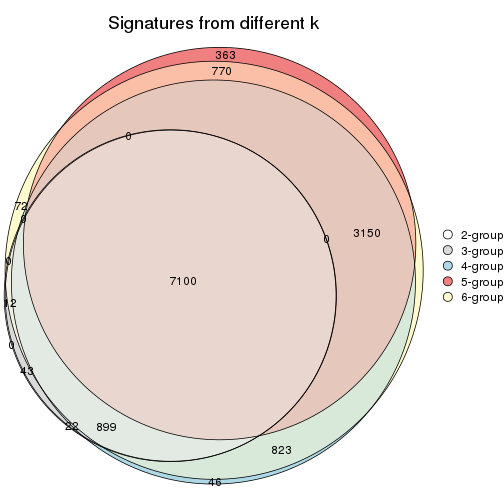 Signatures from different k
363
770
0
72
0
0
3150
2-group
3-group
4-group
5-group
6-group
0
7100
12
0
43
22
899
823
46